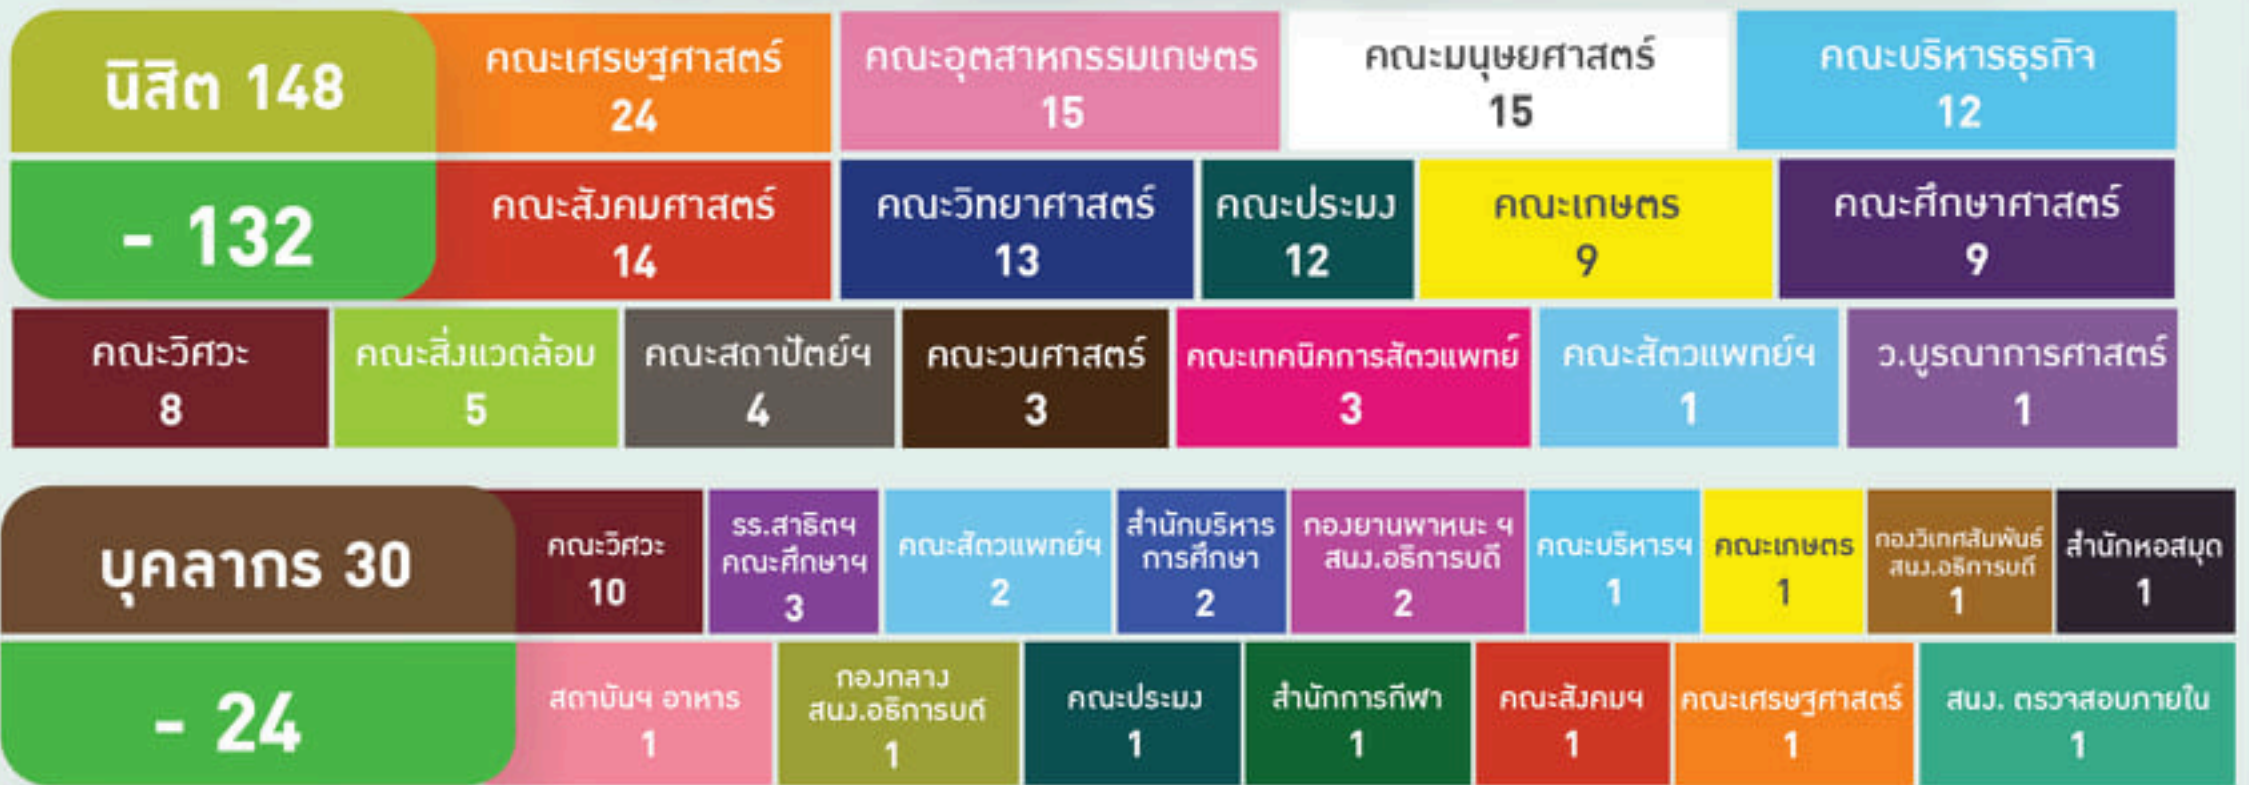 นิสิต 148
คณะเศรษฐศาสตร์
24
คณะอุตสาหกรรมเกษตร
15
คณะมนุษยศาสตร์
15
คณะบริหารธุรกิจ
12
- 132
คณะสังคมศาสตร์
14
คณะวิทยาศาสตร์
13
คณะประมง
12
คณะเกษตร
9
คณะศึกษาศาสตร์
9
คณะวิศวะ
8
คณะสิ่งแวดล้อม
5
คณะสถาปัตย์ฯ
4
คณะวนศาสตร์
3
คณะเทคนิคการสัตวแพทย์
3
คณะสัตวแพทย์ฯ
1
ว.บูรณาการศาสตร์
1
บุคลากร 30
คณะวิศวะ
10
รร.สาธิตฯ
คณะศึกษาฯ
3
คณะสัตวแพทย์ฯ
2
สำนักบริหาร
การศึกษา
2
กองยานพาหนะ ฯ
สนง.อธิการบดี
2
คณะบริหารฯ
1
คณะเกษตร
1
กองวิเทศสัมพันธ์
สนง.อธิการบดี
1
สำนักหอสมุด
1
- 24
สถาบันฯ อาหาร
1
กองกลาง
สนง.อธิการบดี
1
คณะประมง
1
สำนักการกีฬา
1
คณะสังคมฯ
1
คณะเศรษฐศาสตร์
1
สนง. ตรวจสอบภายใน
1